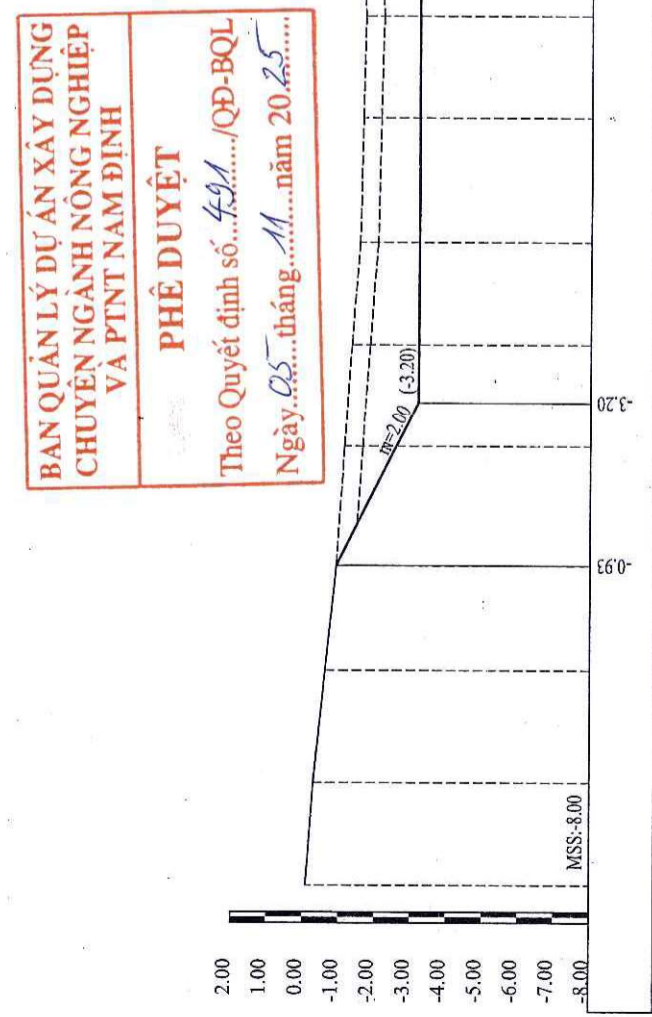 BAN QUẢN LÝ DỰ ÁN XÂY DỰNG
CHUYÊN NGÀNH NÔNG NGHIỆP
VÀ PTNT NAM ĐỊNH
PHÊ DUYỆT
Theo Quyết định số....491......../QĐ-BQL
Ngày..05..tháng...11....năm 20.25.......
2.00
1.00
0.00
-1.00
-2.00
-3.00
-4.00
-5.00
-6.00
-7.00
-8.00
MSS:-8.00
m=2.00
(-3.20)
-0.93
-3.20